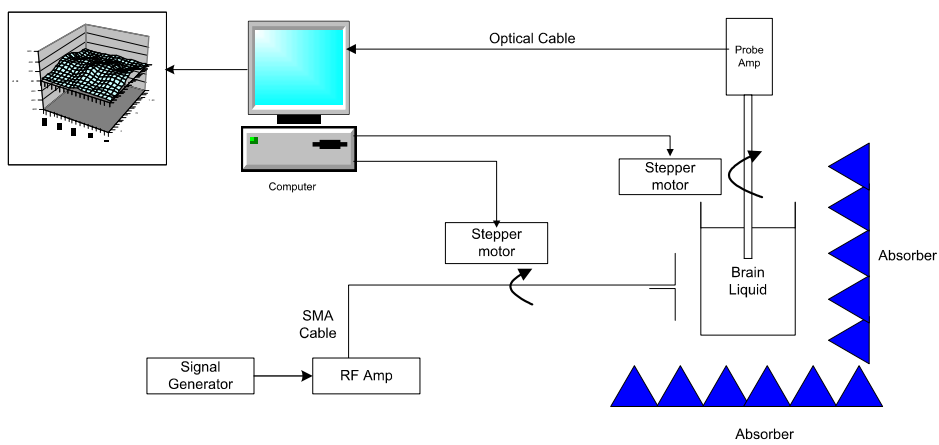 Optical Cable
Probe
Amp
Computer
Stepper
motor
Stepper
motor
Brain
Liquid
Absorber
SMA
Cable
Signal
Generator
RF Amp
Absorber